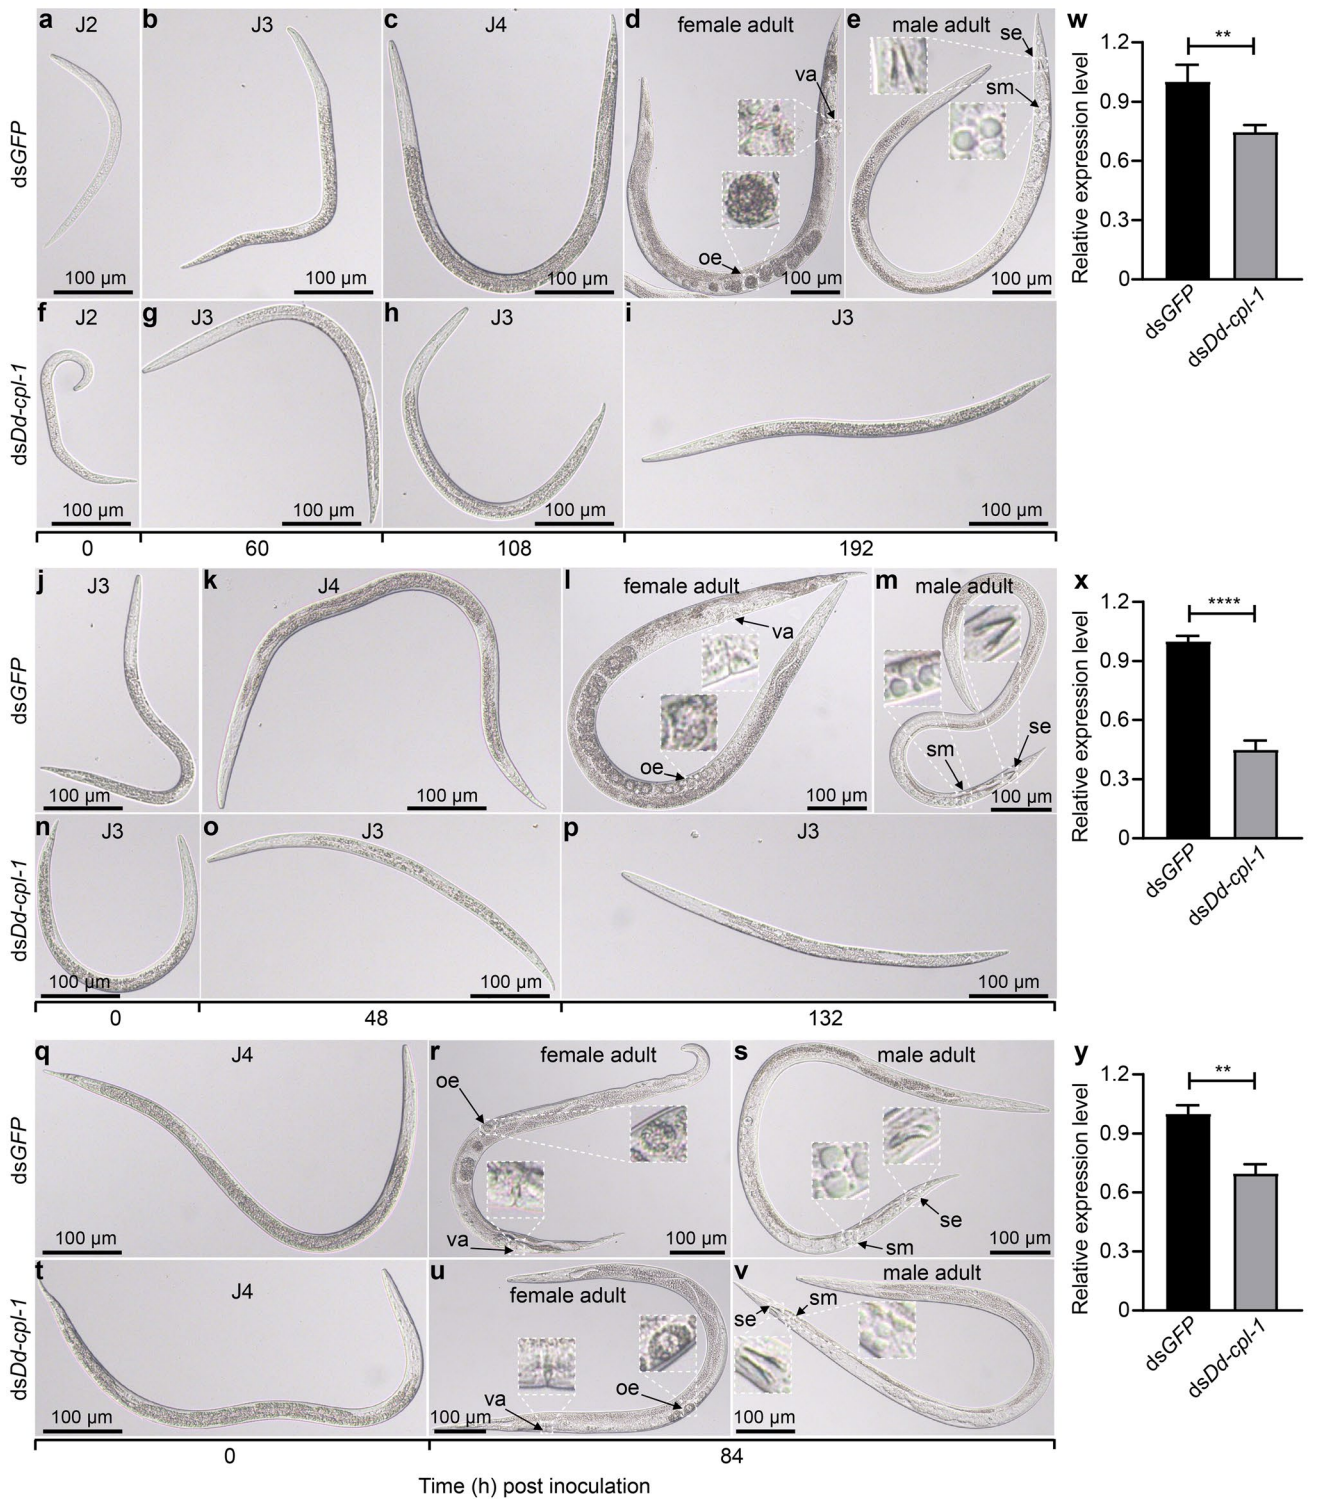 a J2
b J3
c J4
d female adult
va
oe
e male adult
se
sm
dsGFP
100 µm
100 µm
100 µm
100 µm
100 µm
w
Relative expression level
**
1.2
0.9
0.6
0.3
0
dsGFP
dsDd-cpl-1
f J2
g J3
h J3
i J3
dsDd-cpl-1
100 µm
100 µm
100 µm
100 µm
0 60 108 192
j J3
k J4
l female adult
va
oe
m male adult
sm
se
dsGFP
100 µm
100 µm
100 µm
100 µm
x
Relative expression level
****
1.2
0.9
0.6
0.3
0
dsGFP
dsDd-cpl-1
n J3
o J3
p J3
dsDd-cpl-1
100 µm
100 µm
100 µm
0 48 132
q J4
r female adult
oe
va
s male adult
se
sm
dsGFP
100 µm
100 µm
100 µm
y
Relative expression level
**
1.2
0.9
0.6
0.3
0
dsGFP
dsDd-cpl-1
t J4
u female adult
va
oe
v male adult
se
sm
dsDd-cpl-1
100 µm
100 µm
100 µm
0 84
Time (h) post inoculation